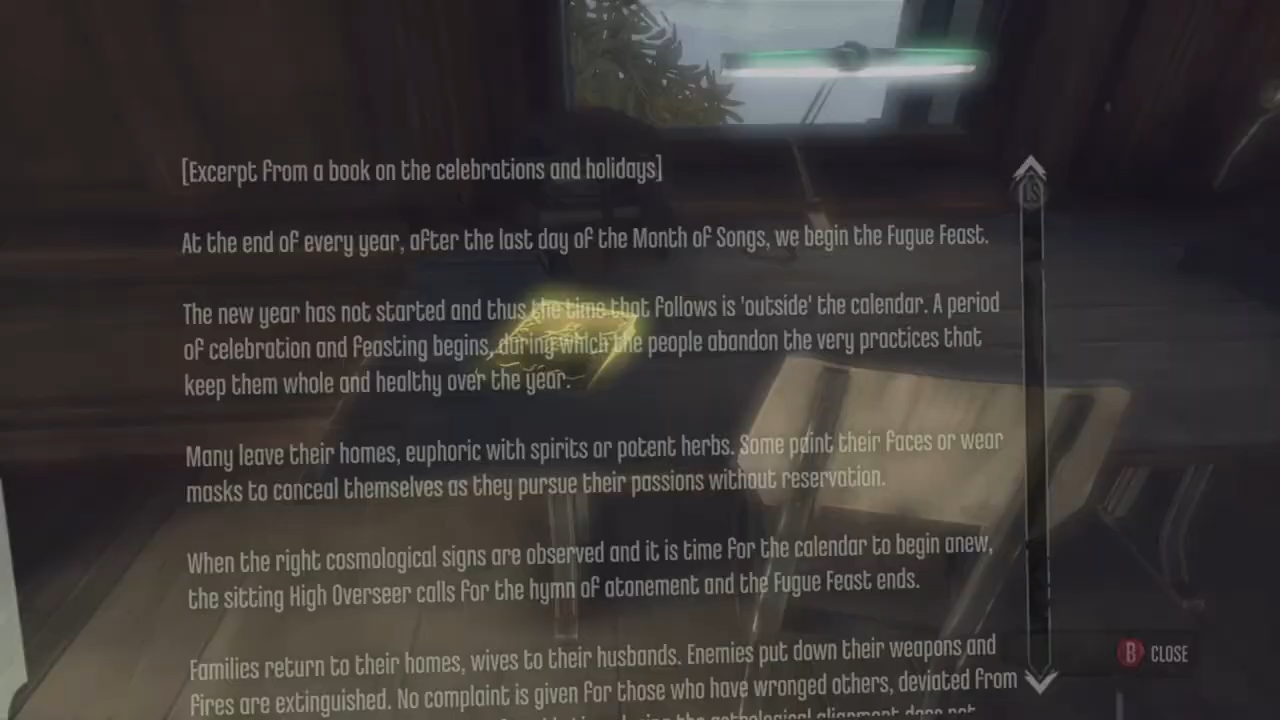 [Excerpt from a book on the celebrations and holidays]
At the end of every year, after the last day of the Month of Songs, we begin the Fugue Feast.
The new year has not started and thus the time that follows is 'outside' the calendar. A period
of celebration and feasting begins, during which the people abandon the very practices that
keep them whole and healthy over the year.
Many leave their homes, euphoric with spirits or potent herbs. Some paint their faces or wear
masks to conceal themselves as they pursue their passions without reservation.
When the right cosmological signs are observed and it is time for the calendar to begin anew,
the sitting High Overseer calls for the hymn of atonement and the Fugue Feast ends.
Families return to their homes, wives to their husbands. Enemies put down their weapons and
fires are extinguished. No complaint is given for those who have wronged others, deviated from
LS
B CLOSE